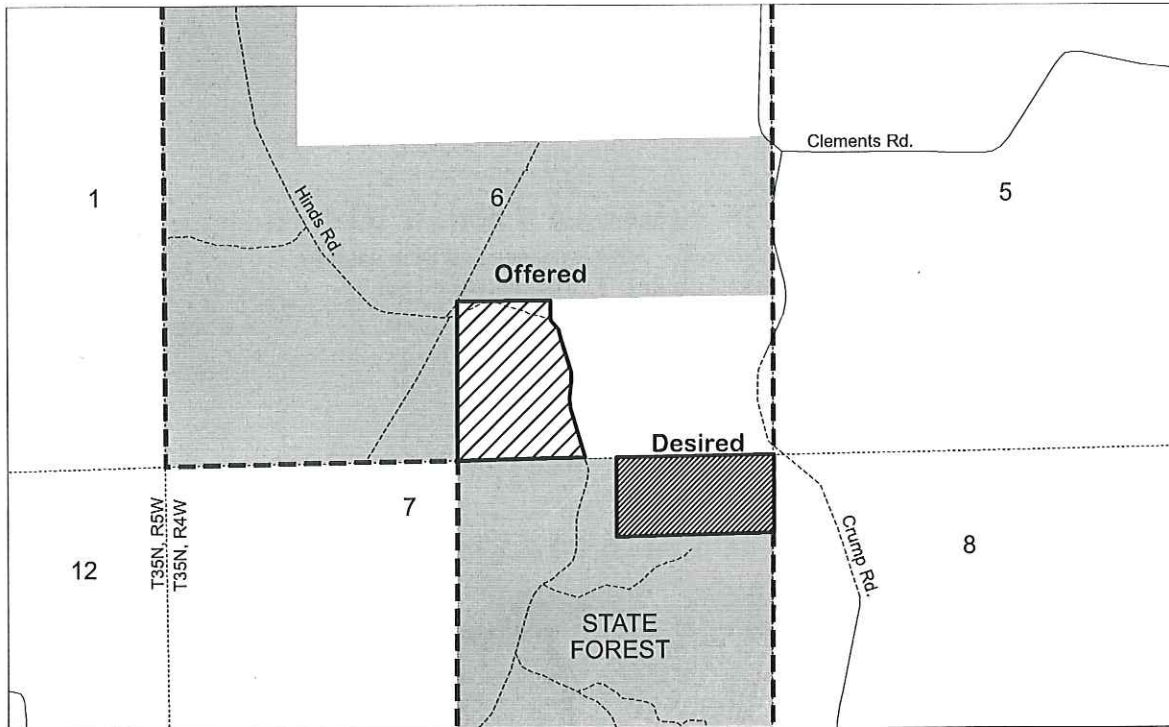 Clements Rd.
1
6
5
Hinds Rd.
Offered
Desired
7
T35N, R5W
T35N, R4W
12
8
Crump Rd.
STATE
FOREST